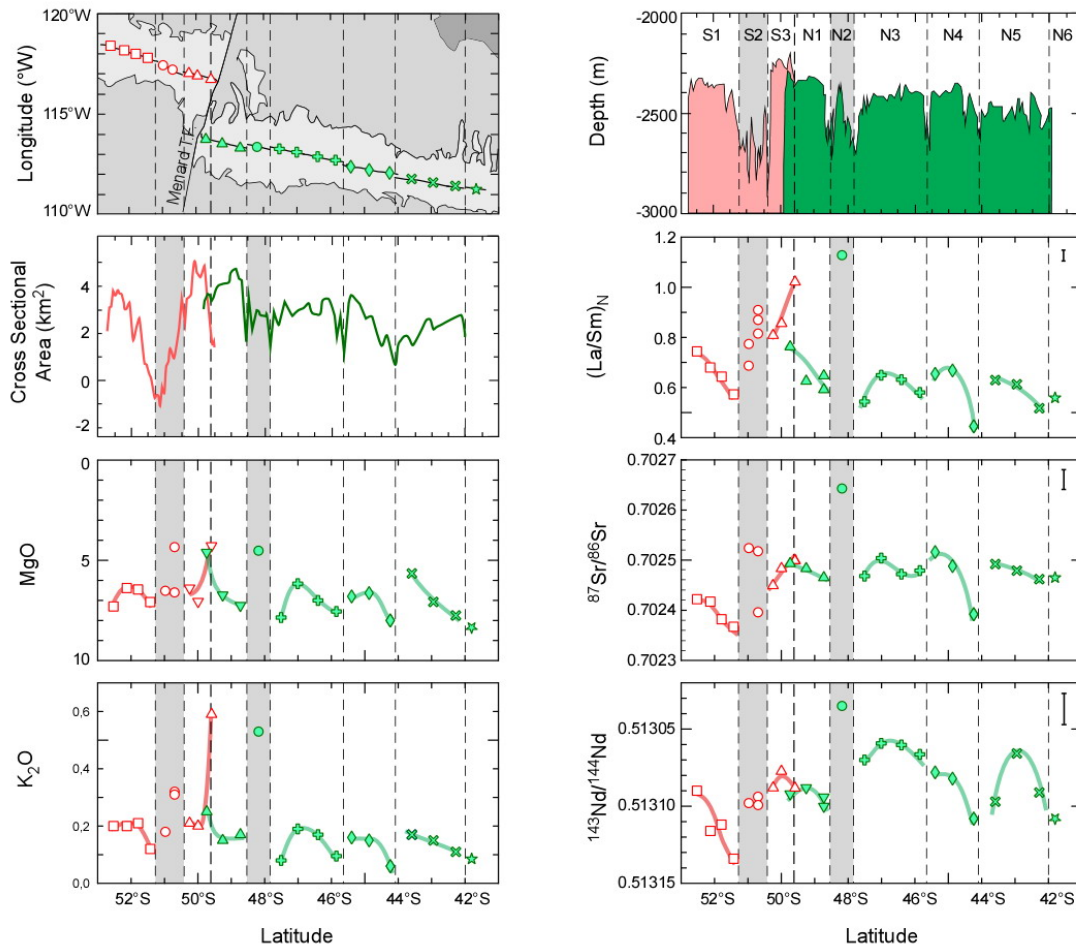 120°W
115°W
110°W
Longitude (°W)
Menard T.F.
4
2
0
-2
Cross Sectional
Area (km²)
0
5
10
MgO
0,6
0,4
0,2
0,0
K₂O
52°S 50°S 48°S 46°S 44°S 42°S
Latitude
-2000
-2500
-3000
Depth (m)
S1 S2 S3 N1 N2 N3 N4 N5 N6
1.2
1.0
0.8
0.6
0.4
(La/Sm)N
0.7027
0.7026
0.7025
0.7024
0.7023
⁸⁷Sr/⁸⁶Sr
0.51305
0.51310
0.51315
¹⁴³Nd/¹⁴⁴Nd
52°S 50°S 48°S 46°S 44°S 42°S
Latitude